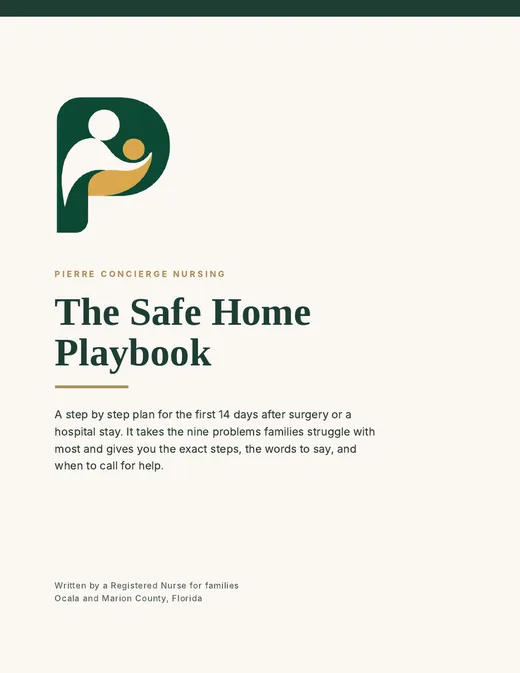 PIERRE CONCIERGE NURSING
The Safe Home
Playbook
A step by step plan for the first 14 days after surgery or a
hospital stay. It takes the nine problems families struggle with
most and gives you the exact steps, the words to say, and
when to call for help.
Written by a Registered Nurse for families
Ocala and Marion County, Florida